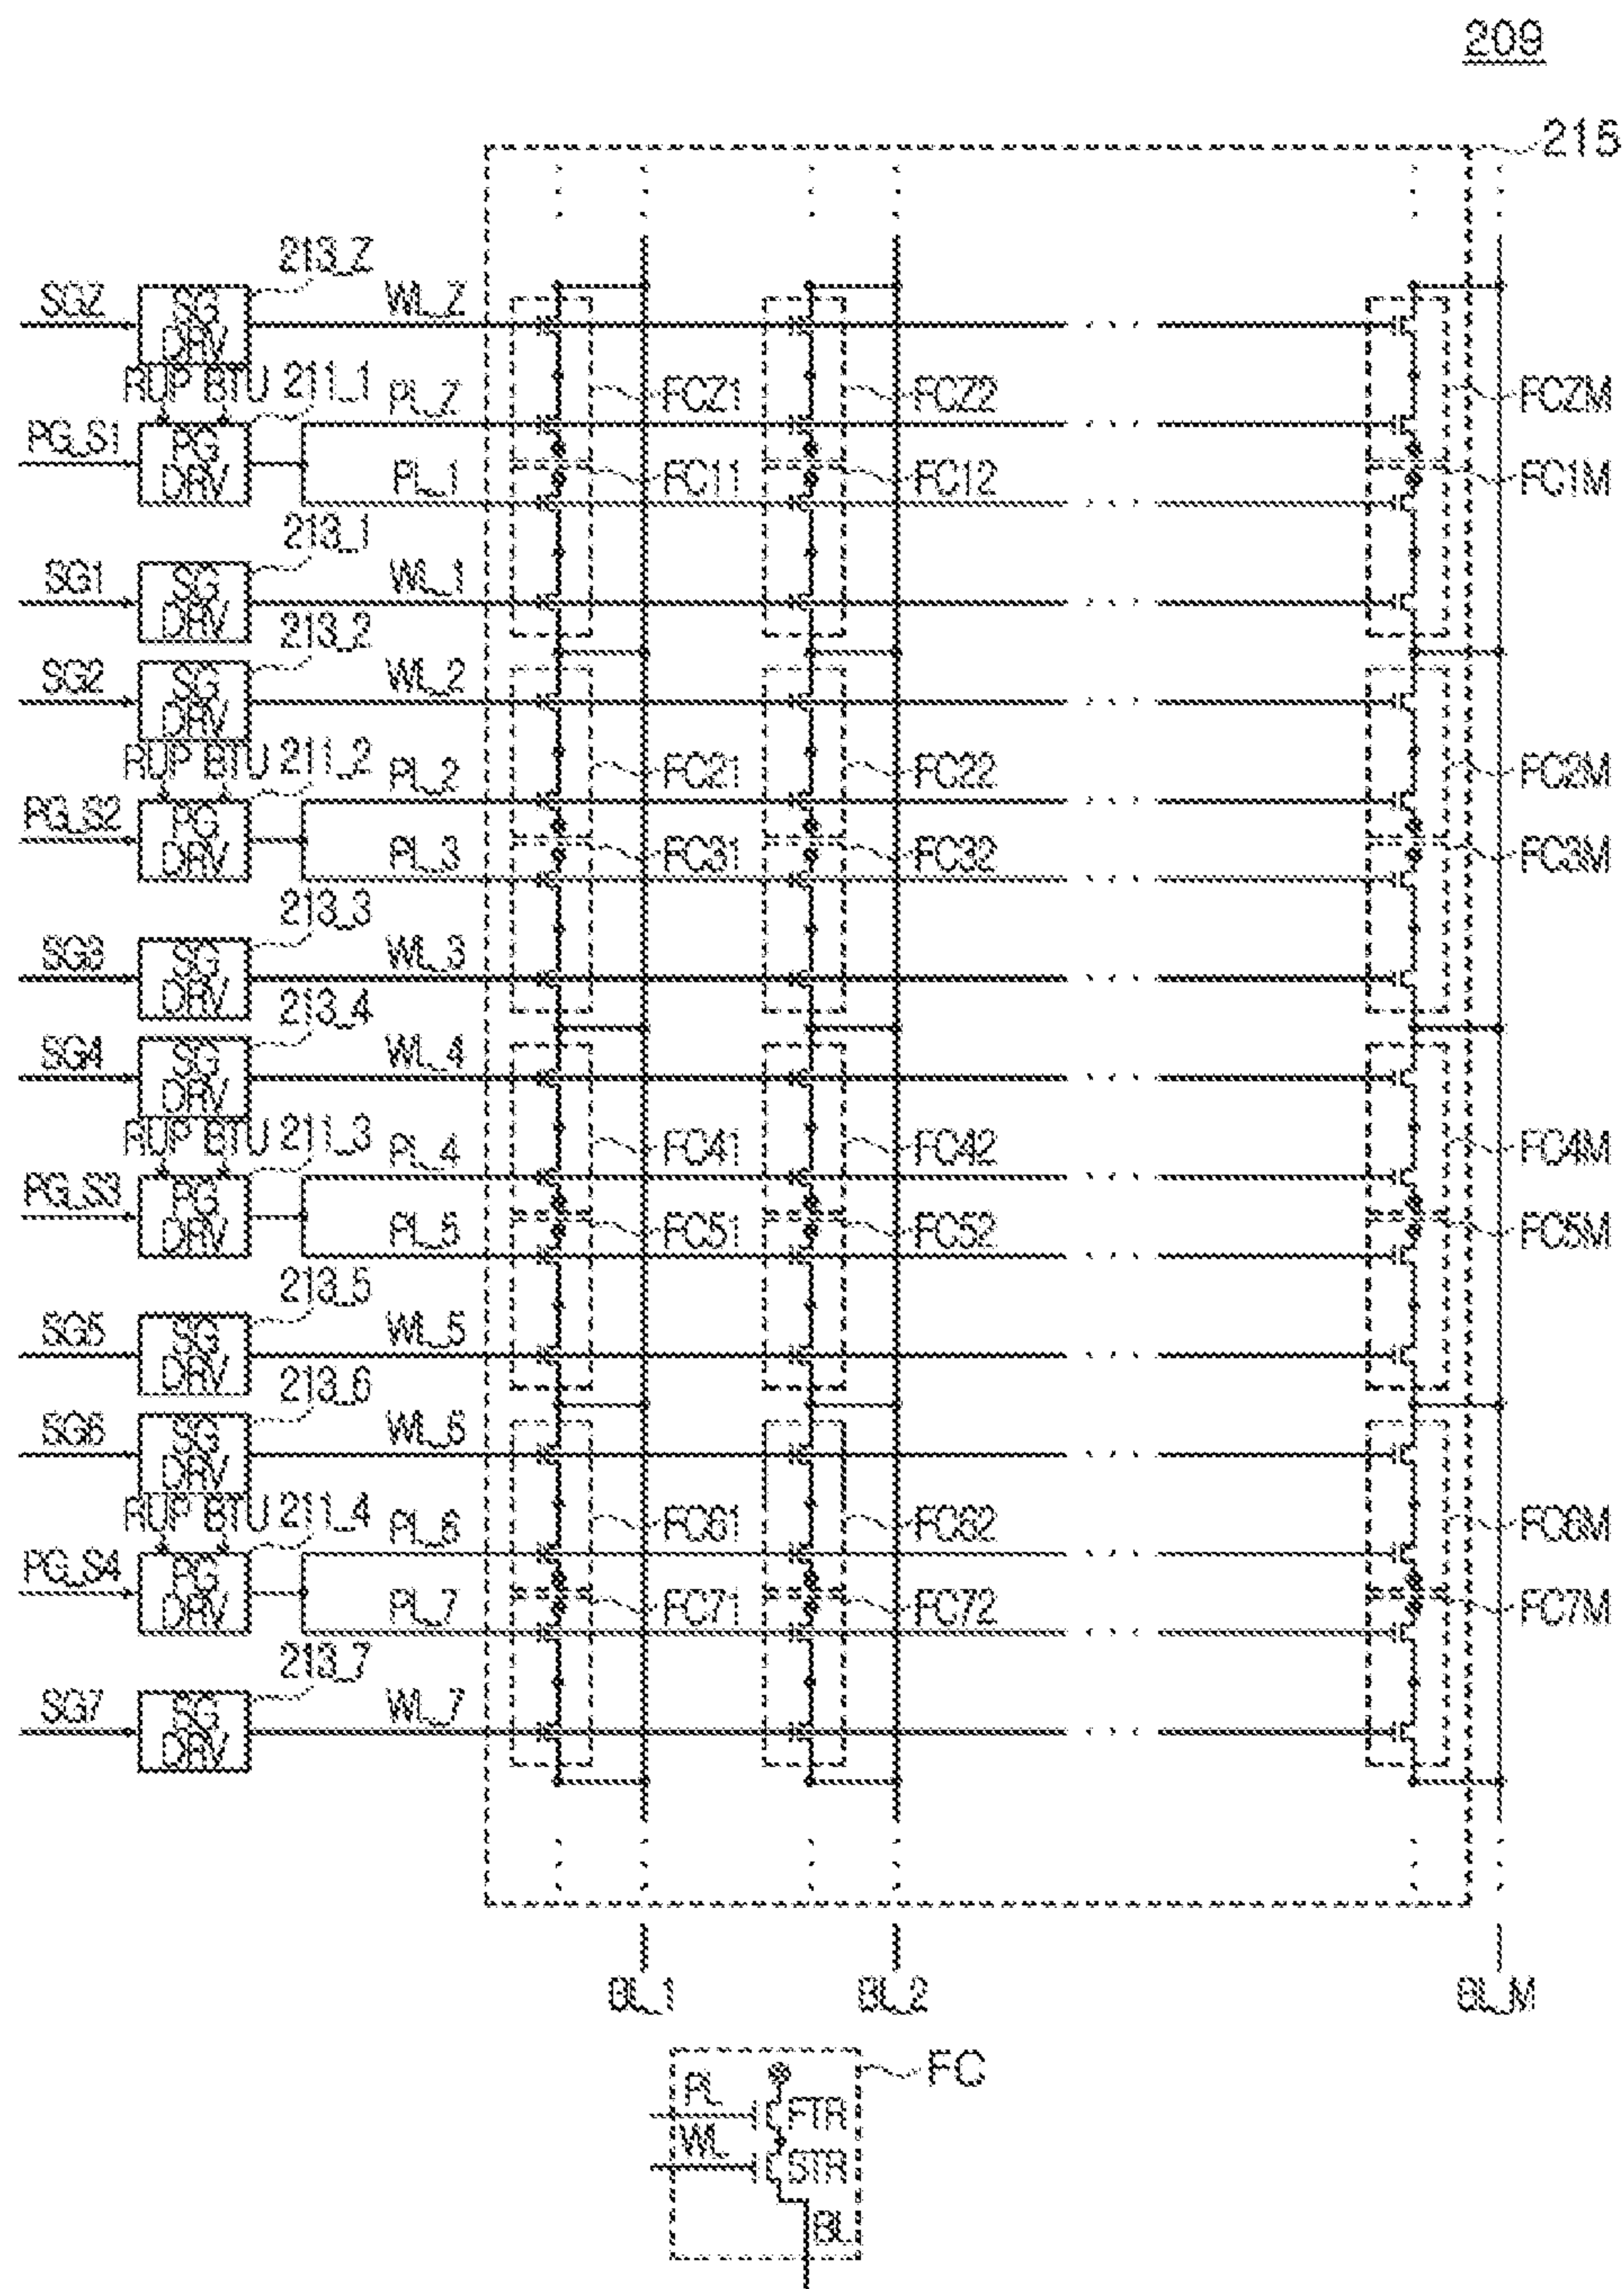 209
215
213_Z
SGZ SG DRV WL_Z
RUP BTU 211_1 PL_Z FCZ1 FCZ2 FCZM
PG_S1 PG DRV PL_1 FC11 FC12 FC1M
213_1
SG1 SG DRV WL_1
213_2
SG2 SG DRV WL_2
RUP BTU 211_2 PL_2 FC21 FC22 FC2M
PG_S2 PG DRV PL_3 FC31 FC32 FC3M
213_3
SG3 SG DRV WL_3
213_4
SG4 SG DRV WL_4
RUP BTU 211_3 PL_4 FC41 FC42 FC4M
PG_S3 PG DRV PL_5 FC51 FC52 FC5M
213_5
SG5 SG DRV WL_5
213_6
SG6 SG DRV WL_6
RUP BTU 211_4 PL_6 FC61 FC62 FC6M
PG_S4 PG DRV PL_7 FC71 FC72 FC7M
213_7
SG7 SG DRV WL_7
BL_1 BL_2 BL_M
FC
PL FTR
WL STR
BL